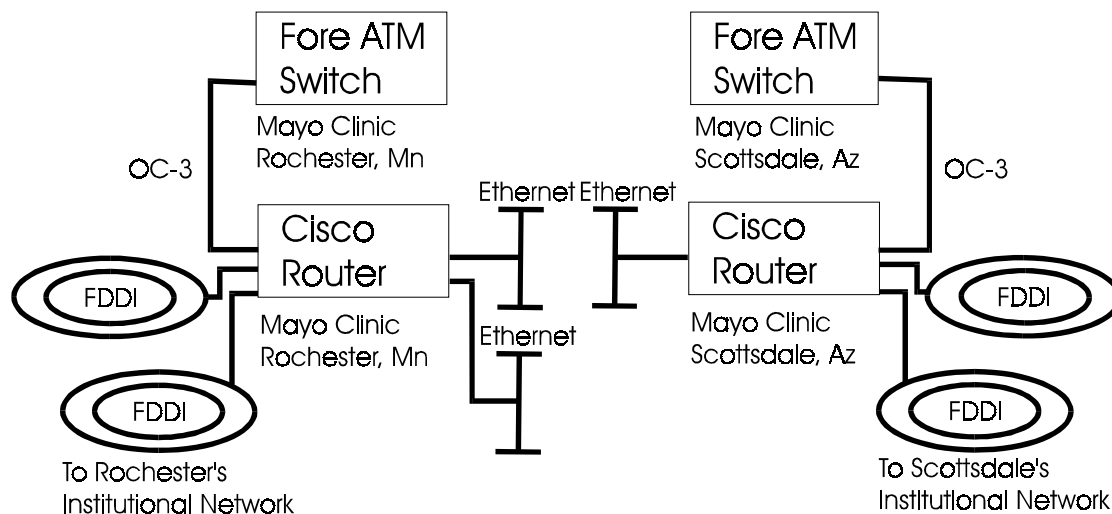 Fore ATM
Switch
Mayo Clinic
Rochester, Mn
OC-3
Ethernet
Cisco
Router
Mayo Clinic
Rochester, Mn
Ethernet
FDDI
FDDI
To Rochester's
Institutional Network
Fore ATM
Switch
Mayo Clinic
Scottsdale, Az
OC-3
Ethernet
Cisco
Router
Mayo Clinic
Scottsdale, Az
FDDI
FDDI
To Scottsdale's
Institutional Network